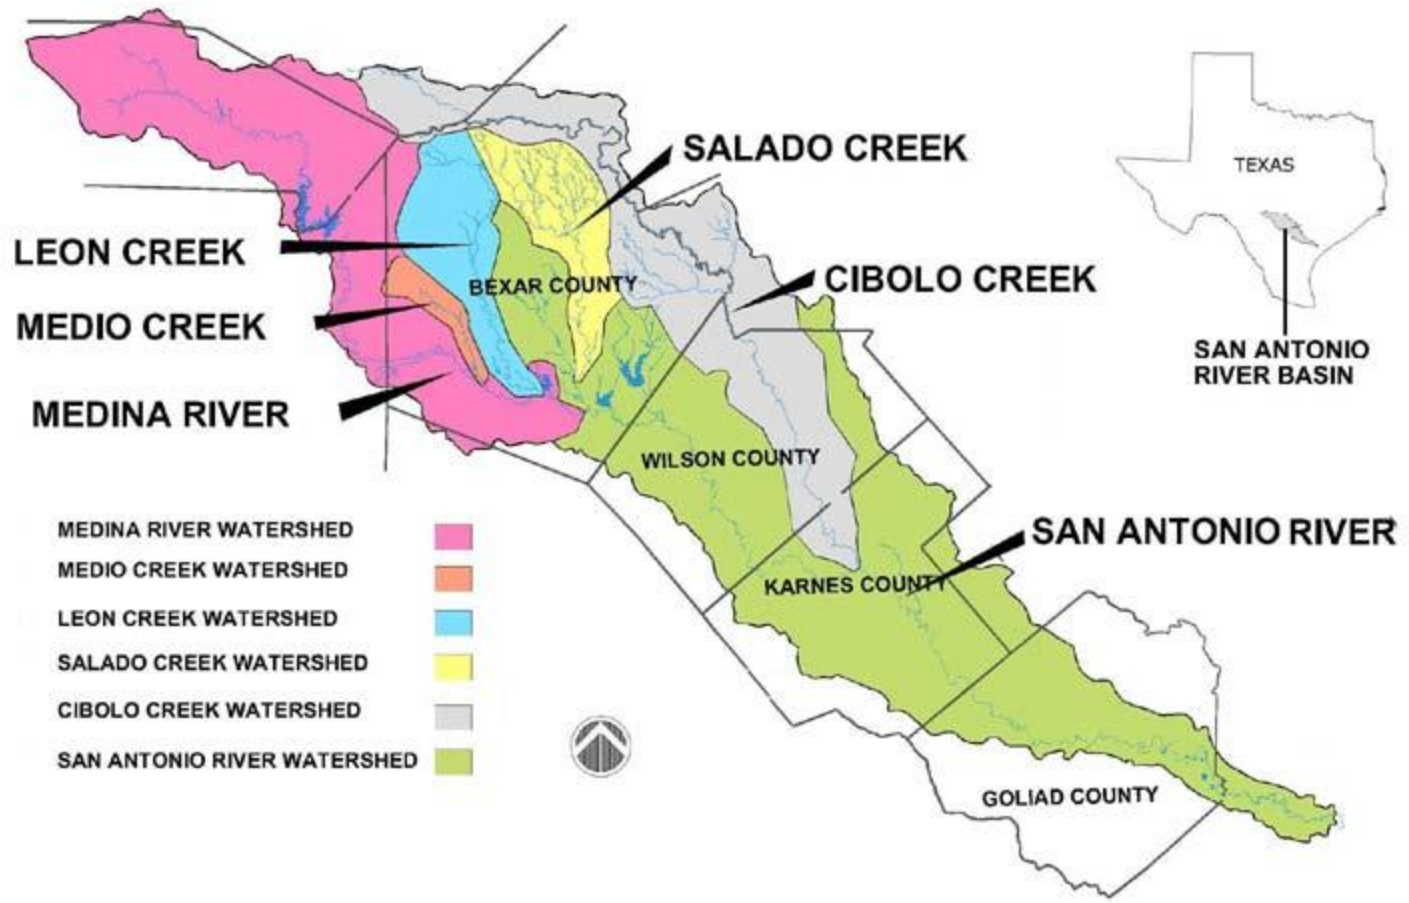 SALADO CREEK
TEXAS
LEON CREEK
BEXAR COUNTY
CIBOLO CREEK
MEDIO CREEK
SAN ANTONIO
RIVER BASIN
MEDINA RIVER
WILSON COUNTY
MEDINA RIVER WATERSHED
SAN ANTONIO RIVER
MEDIO CREEK WATERSHED
KARNES COUNTY
LEON CREEK WATERSHED
SALADO CREEK WATERSHED
CIBOLO CREEK WATERSHED
SAN ANTONIO RIVER WATERSHED
GOLIAD COUNTY